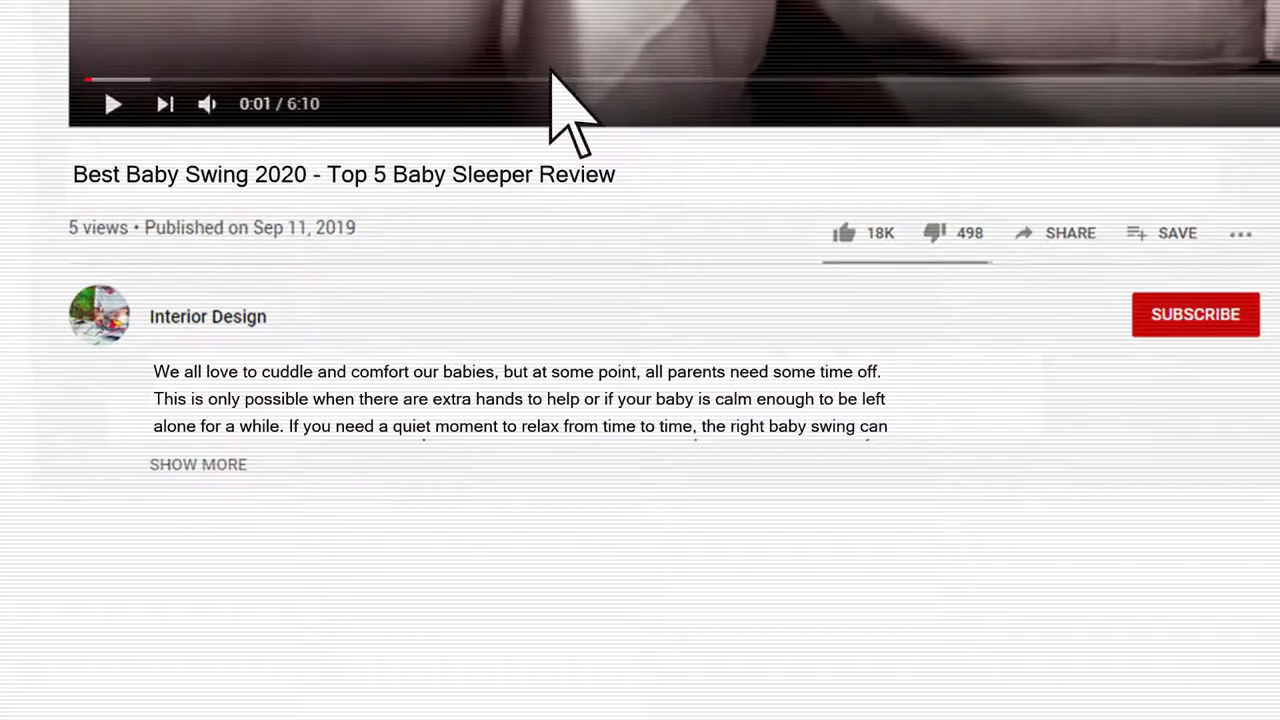 0:01 / 6:10
Best Baby Swing 2020 - Top 5 Baby Sleeper Review
5 views • Published on Sep 11, 2019
18K 498 SHARE SAVE
Interior Design
SUBSCRIBE
We all love to cuddle and comfort our babies, but at some point, all parents need some time off.
This is only possible when there are extra hands to help or if your baby is calm enough to be left
alone for a while. If you need a quiet moment to relax from time to time, the right baby swing can
SHOW MORE